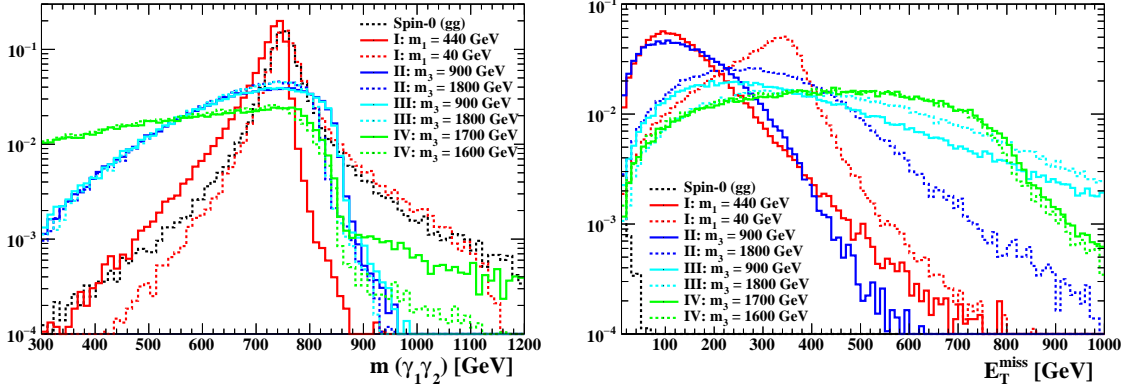 10⁻¹
10⁻²
10⁻³
10⁻⁴
300 400 500 600 700 800 900 1000 1100 1200
m (γ₁γ₂) [GeV]
Spin-0 (gg)
I: m₁ = 440 GeV
I: m₁ = 40 GeV
II: m₃ = 900 GeV
II: m₃ = 1800 GeV
III: m₃ = 900 GeV
III: m₃ = 1800 GeV
IV: m₃ = 1700 GeV
IV: m₃ = 1600 GeV
10⁻¹
10⁻²
10⁻³
10⁻⁴
100 200 300 400 500 600 700 800 900 1000
E_T^miss [GeV]
Spin-0 (gg)
I: m₁ = 440 GeV
I: m₁ = 40 GeV
II: m₃ = 900 GeV
II: m₃ = 1800 GeV
III: m₃ = 900 GeV
III: m₃ = 1800 GeV
IV: m₃ = 1700 GeV
IV: m₃ = 1600 GeV